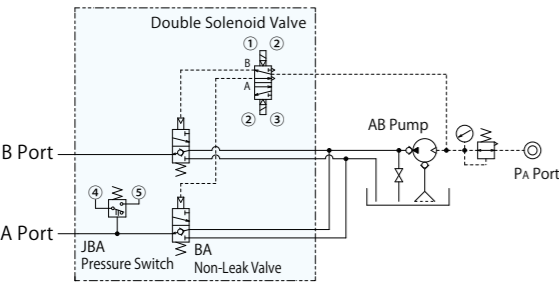 Double Solenoid Valve
① ②
B
A
② ③
AB Pump
B Port
PA Port
④ ⑤
A Port
JBA
Pressure Switch
BA
Non-Leak Valve